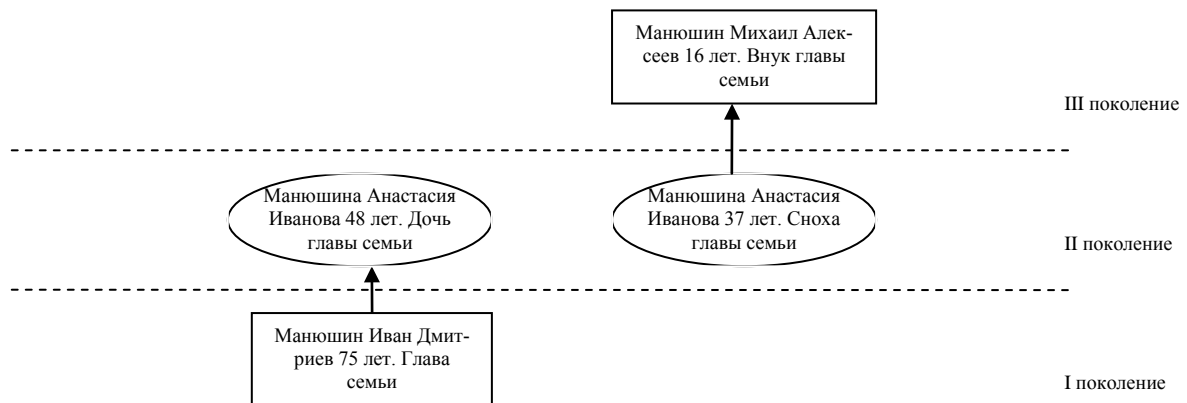 Манюшин Михаил Алек-
сеев 16 лет. Внук главы
семьи
III поколение
Манюшина Анастасия
Иванова 48 лет. Дочь
главы семьи
Манюшина Анастасия
Иванова 37 лет. Сноха
главы семьи
II поколение
Манюшин Иван Дмит-
риев 75 лет. Глава
семьи
I поколение